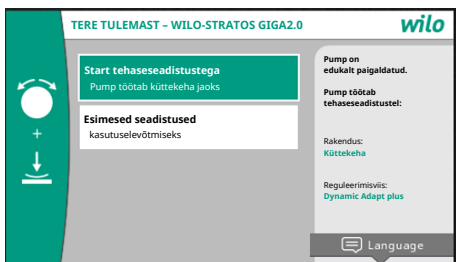 TERE TULEMAST – WILO-STRATOS GIGA2.0
wilo
Start tehaseseadistustega
Pump töötab küttekeha jaoks
Esimesed seadistused
kasutuselevõtmiseks
+
Pump on
edukalt paigaldatud.
Pump töötab
tehaseseadistustel:
Rakendus:
Küttekeha
Reguleerimisviis:
Dynamic Adapt plus
Language